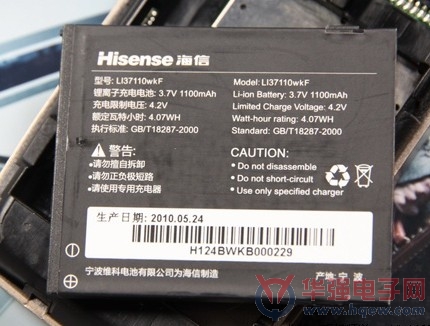 Hisense 海信
型号: LI37110wkF
锂离子充电电池: 3.7V 1100mAh
充电限制电压: 4.2V
额定瓦特小时: 4.07WH
执行标准: GB/T18287-2000
Model: LI37110wkF
Li-ion Battery: 3.7V 1100mAh
Limited Charge Voltage: 4.2V
Watt-hour rating: 4.07WH
Standard: GB/T18287-2000
警告:
•请勿擅自拆卸
•请勿正负极短路
•请使用专用充电器
CAUTION:
• Do not disassemble
• Do not short-circuit
• Use only specified charger
生产日期: 2010.05.24
H124BWKB000229
宁波维科电池有限公司为海信制造
产地:宁 波
华强电子网
www.hqew.com